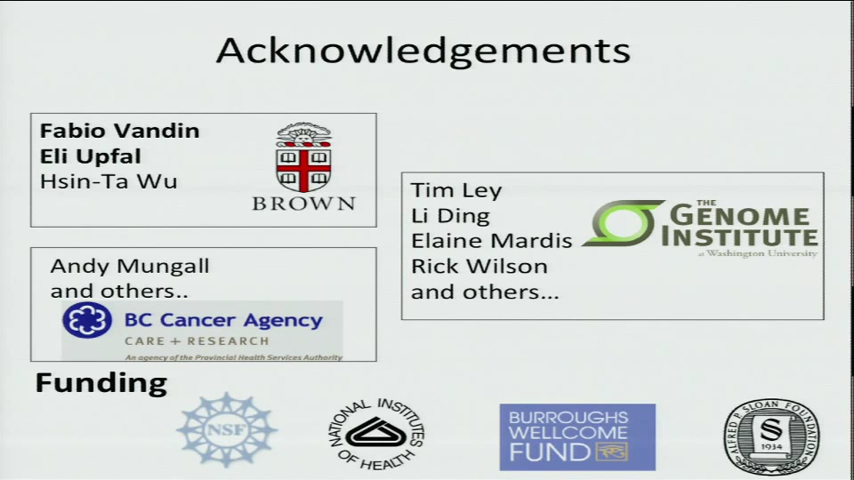 Acknowledgements
Fabio Vandin
Eli Upfal
Hsin-Ta Wu
BROWN
Tim Ley
Li Ding
Elaine Mardis
Rick Wilson
and others...
THE
GENOME
INSTITUTE
at Washington University
Andy Mungall
and others..
BC Cancer Agency
CARE + RESEARCH
An agency of the Provincial Health Services Authority
Funding
NSF
NATIONAL INSTITUTES
OF HEALTH
BURROUGHS
WELLCOME
FUND
ALFRED P. SLOAN FOUNDATION
S
1934